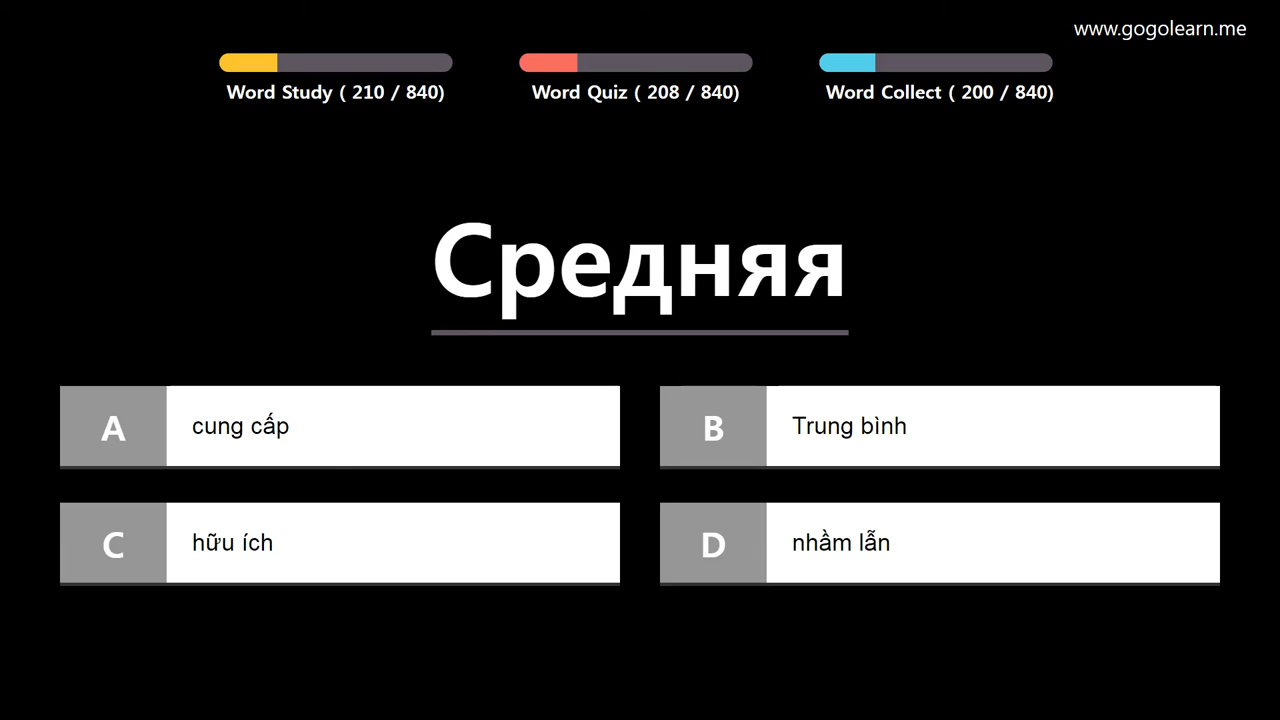 www.gogolearn.me
Word Study ( 210 / 840)
Word Quiz ( 208 / 840)
Word Collect ( 200 / 840)
Средняя
A cung cấp
B Trung bình
C hữu ích
D nhầm lẫn